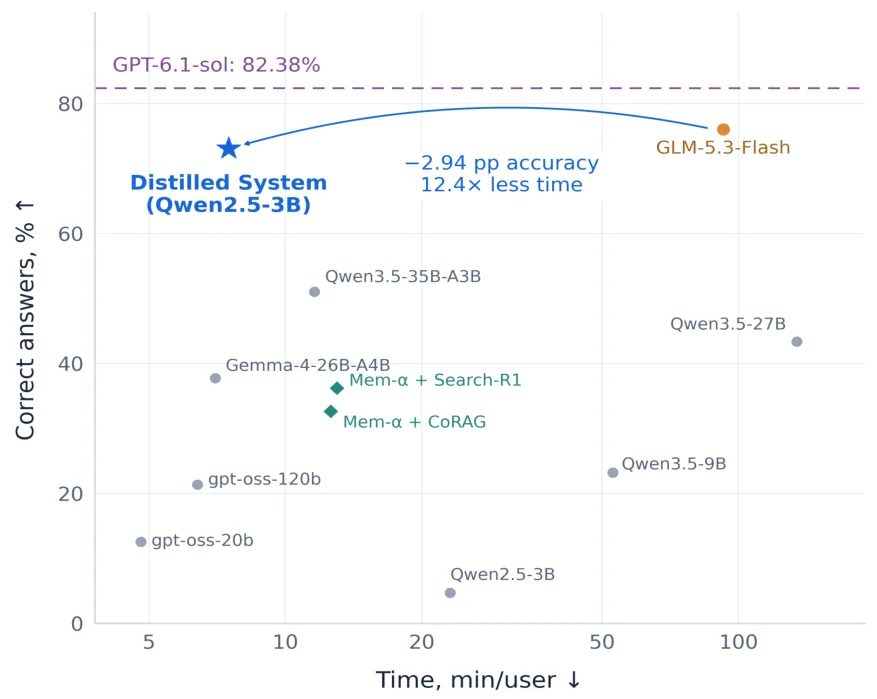 GPT-6.1-sol: 82.38%
80
GLM-5.3-Flash
−2.94 pp accuracy
12.4× less time
Distilled System
(Qwen2.5-3B)
60
Qwen3.5-35B-A3B
Qwen3.5-27B
40
Gemma-4-26B-A4B
Mem-α + Search-R1
Mem-α + CoRAG
Qwen3.5-9B
gpt-oss-120b
20
gpt-oss-20b
Qwen2.5-3B
0
5 10 20 50 100
Time, min/user ↓
Correct answers, % ↑